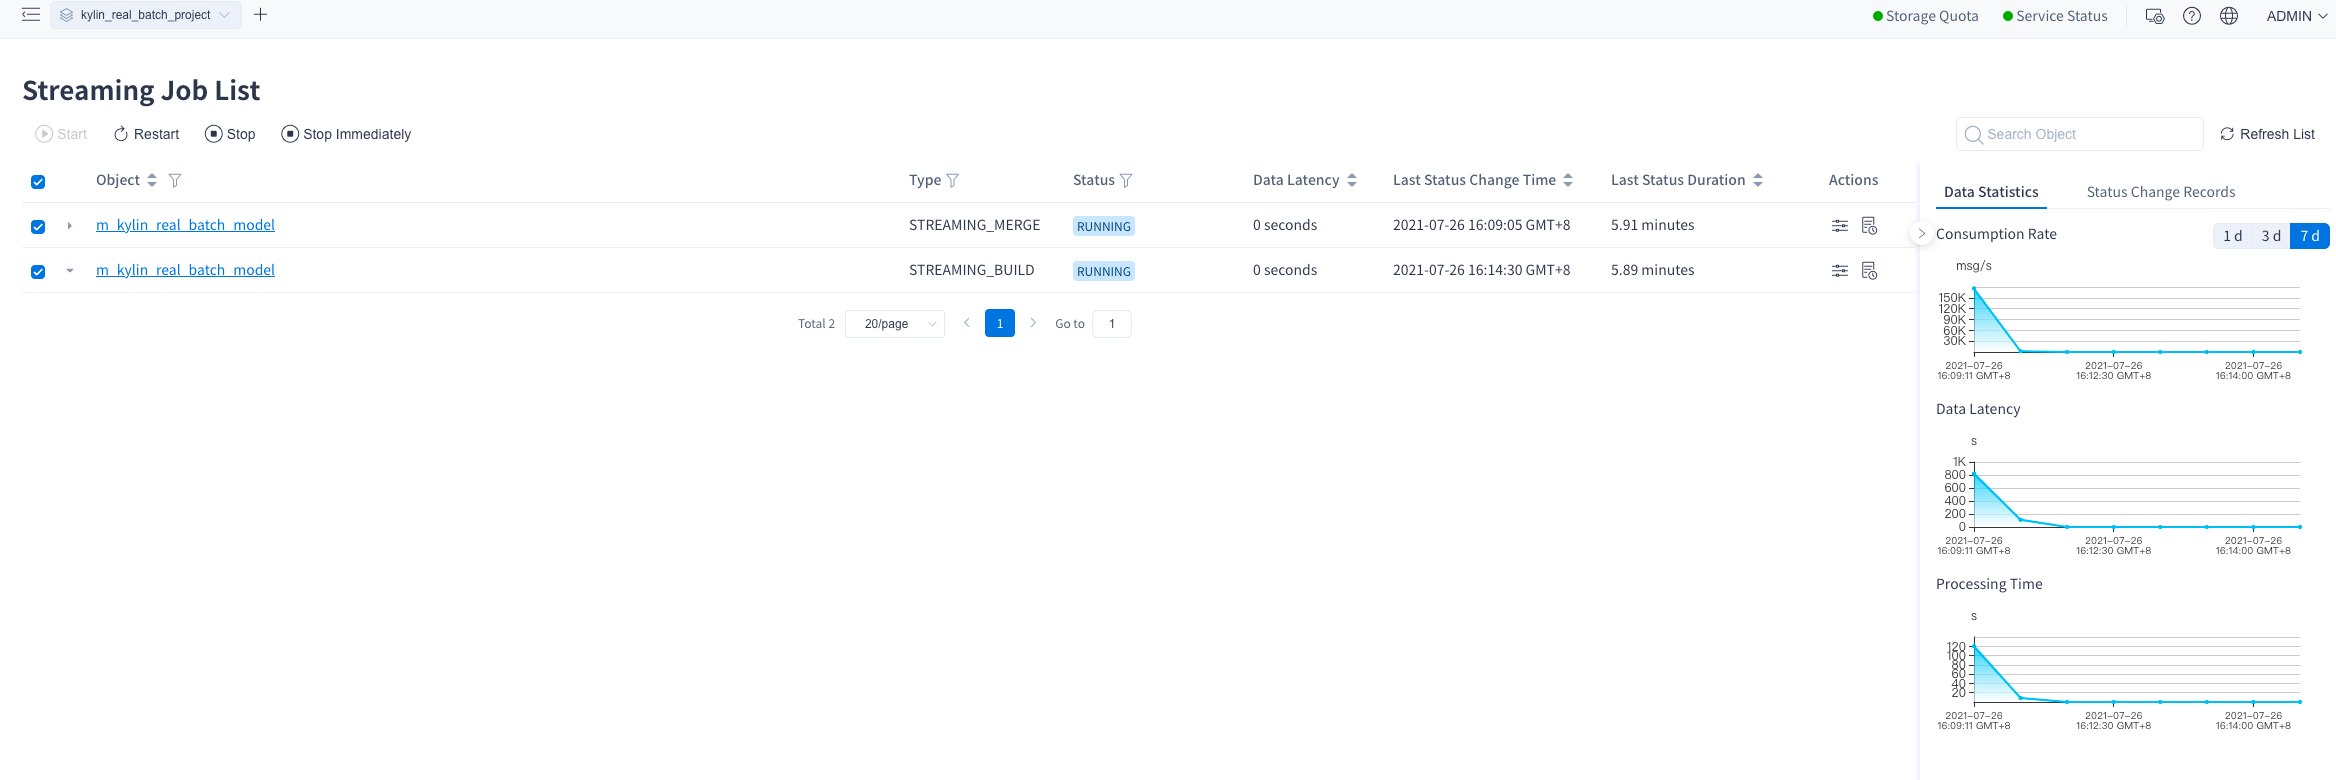 kylin_real_batch_project
Storage Quota Service Status ADMIN
Streaming Job List
Start Restart Stop Stop Immediately
Search Object Refresh List
Object Type Status Data Latency Last Status Change Time Last Status Duration Actions
m_kylin_real_batch_model STREAMING_MERGE RUNNING 0 seconds 2021-07-26 16:09:05 GMT+8 5.91 minutes
m_kylin_real_batch_model STREAMING_BUILD RUNNING 0 seconds 2021-07-26 16:14:30 GMT+8 5.89 minutes
Total 2 20/page 1 Go to 1
Data Statistics Status Change Records
Consumption Rate 1 d 3 d 7 d
msg/s
150K
120K
90K
60K
30K
2021-07-26 2021-07-26 2021-07-26
16:09:11 GMT+8 16:12:30 GMT+8 16:14:00 GMT+8
Data Latency
s
1K
800
600
400
200
0
2021-07-26 2021-07-26 2021-07-26
16:09:11 GMT+8 16:12:30 GMT+8 16:14:00 GMT+8
Processing Time
s
120
100
80
60
40
20
2021-07-26 2021-07-26 2021-07-26
16:09:11 GMT+8 16:12:30 GMT+8 16:14:00 GMT+8